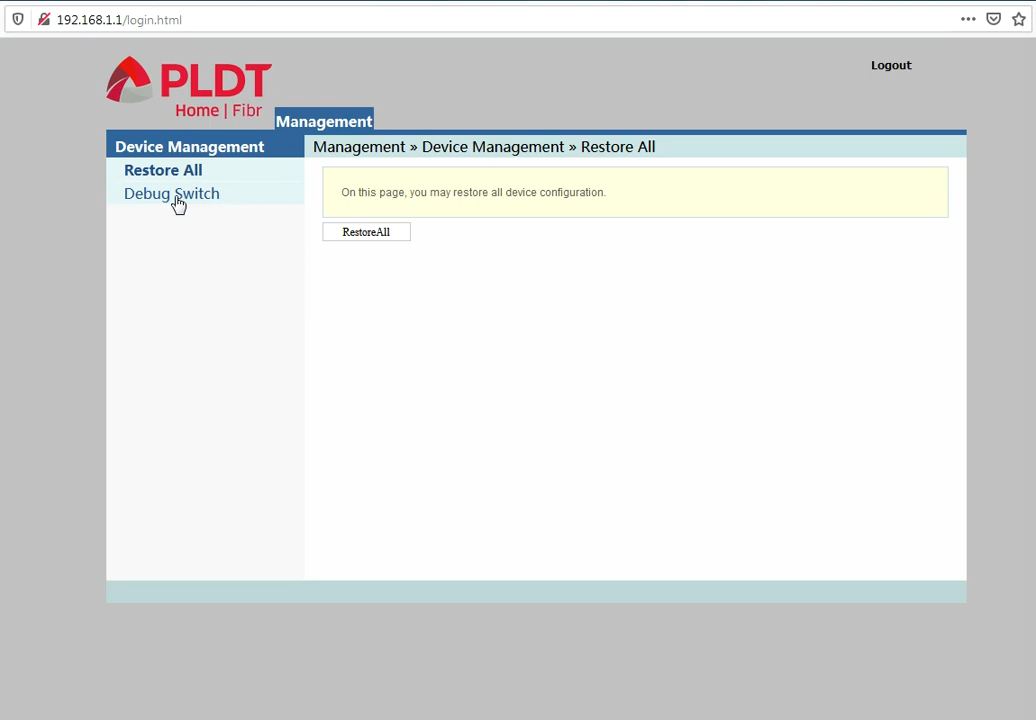 192.168.1.1/login.html
PLDT
Home | Fibr
Logout
Management
Device Management
Management » Device Management » Restore All
Restore All
Debug Switch
On this page, you may restore all device configuration.
RestoreAll